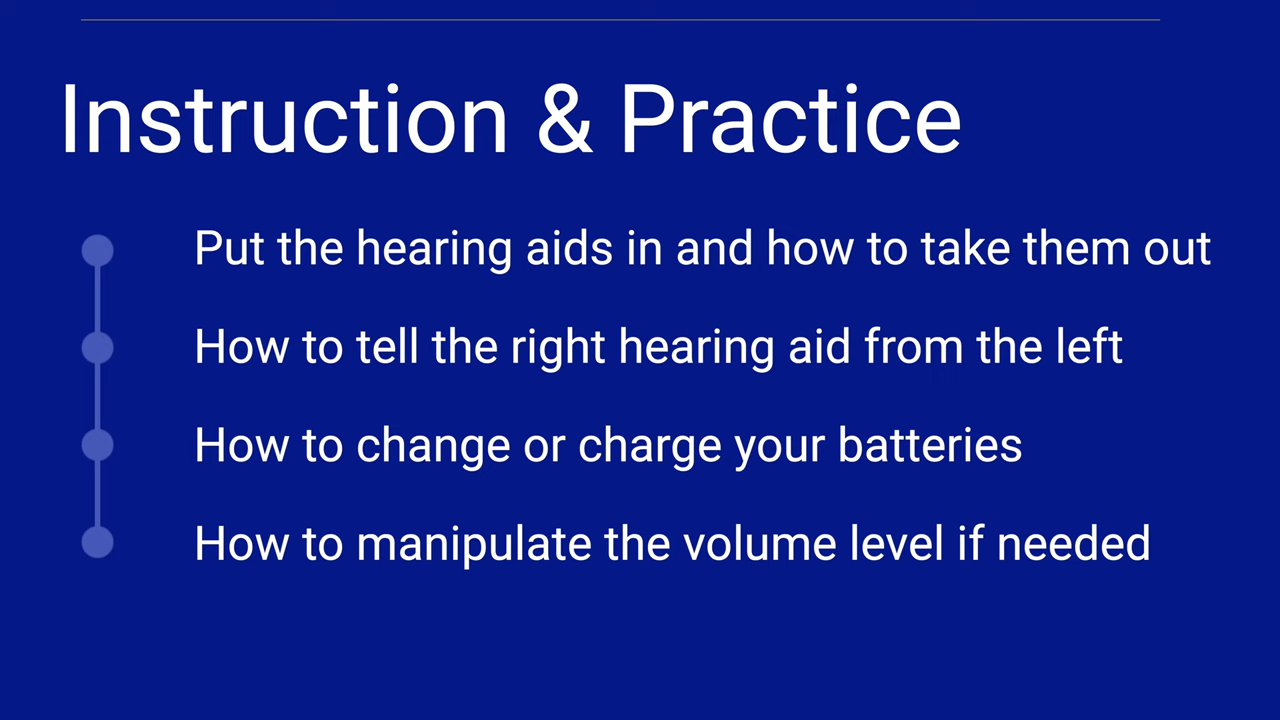 Instruction & Practice
Put the hearing aids in and how to take them out
How to tell the right hearing aid from the left
How to change or charge your batteries
How to manipulate the volume level if needed